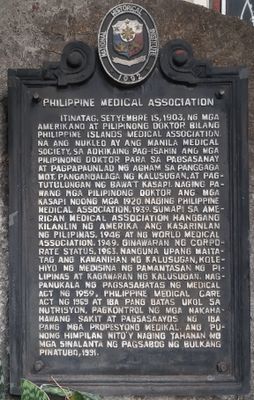 NATIONAL HISTORICAL INSTITUTE
1992
PHILIPPINE MEDICAL ASSOCIATION
ITINATAG, SETYEMBRE 15, 1903, NG MGA
AMERIKANO AT PILIPINONG DOKTOR BILANG
PHILIPPINE ISLANDS MEDICAL ASSOCIATION
NA ANG NUKLEO AY ANG MANILA MEDICAL
SOCIETY, SA ADHIKAING PAG-ISAHIN ANG MGA
PILIPINONG DOKTOR PARA SA PAGSASANAY
AT PAGPAPAUNLAD NG AGHAM SA PANGGAGA-
MOT, PANGANGALAGA NG KALUSUGAN, AT PAG-
TUTULUNGAN NG BAWA'T KASAPI. NAGING PA-
WANG MGA PILIPINONG DOKTOR ANG MGA
KASAPI NOONG MGA 1920. NAGING PHILIPPINE
MEDICAL ASSOCIATION, 1939. SUMAPI SA AME-
RICAN MEDICAL ASSOCIATION HANGGANG
KILANLIN NG AMERIKA ANG KASARINLAN
NG PILIPINAS, 1946 AT NG WORLD MEDICAL
ASSOCIATION, 1949. GINAWARAN NG CORPO-
RATE STATUS, 1963. NANGUNA UPANG MAITA-
TAG ANG KAWANIHAN NG KALUSUGAN, KOLE-
HIYO NG MEDISINA NG PAMANTASAN NG PI-
LIPINAS AT KAGAWARAN NG KALUSUGAN. NAG-
PANUKALA NG PAGSASABATAS NG MEDICAL
ACT NG 1959, PHILIPPINE MEDICAL CARE
ACT NG 1969 AT IBA PANG BATAS UKOL SA
NUTRISYON, PAGKONTROL NG MGA NAKAHA-
HAWANG SAKIT AT PAGSASAAYOS NG IBA
PANG MGA PROPESYONG MEDIKAL. ANG PU-
NONG HIMPILAN NITO'Y NAGING TAHANAN NG
MGA SINALANTA NG PAGSABOG NG BULKANG
PINATUBO, 1991.